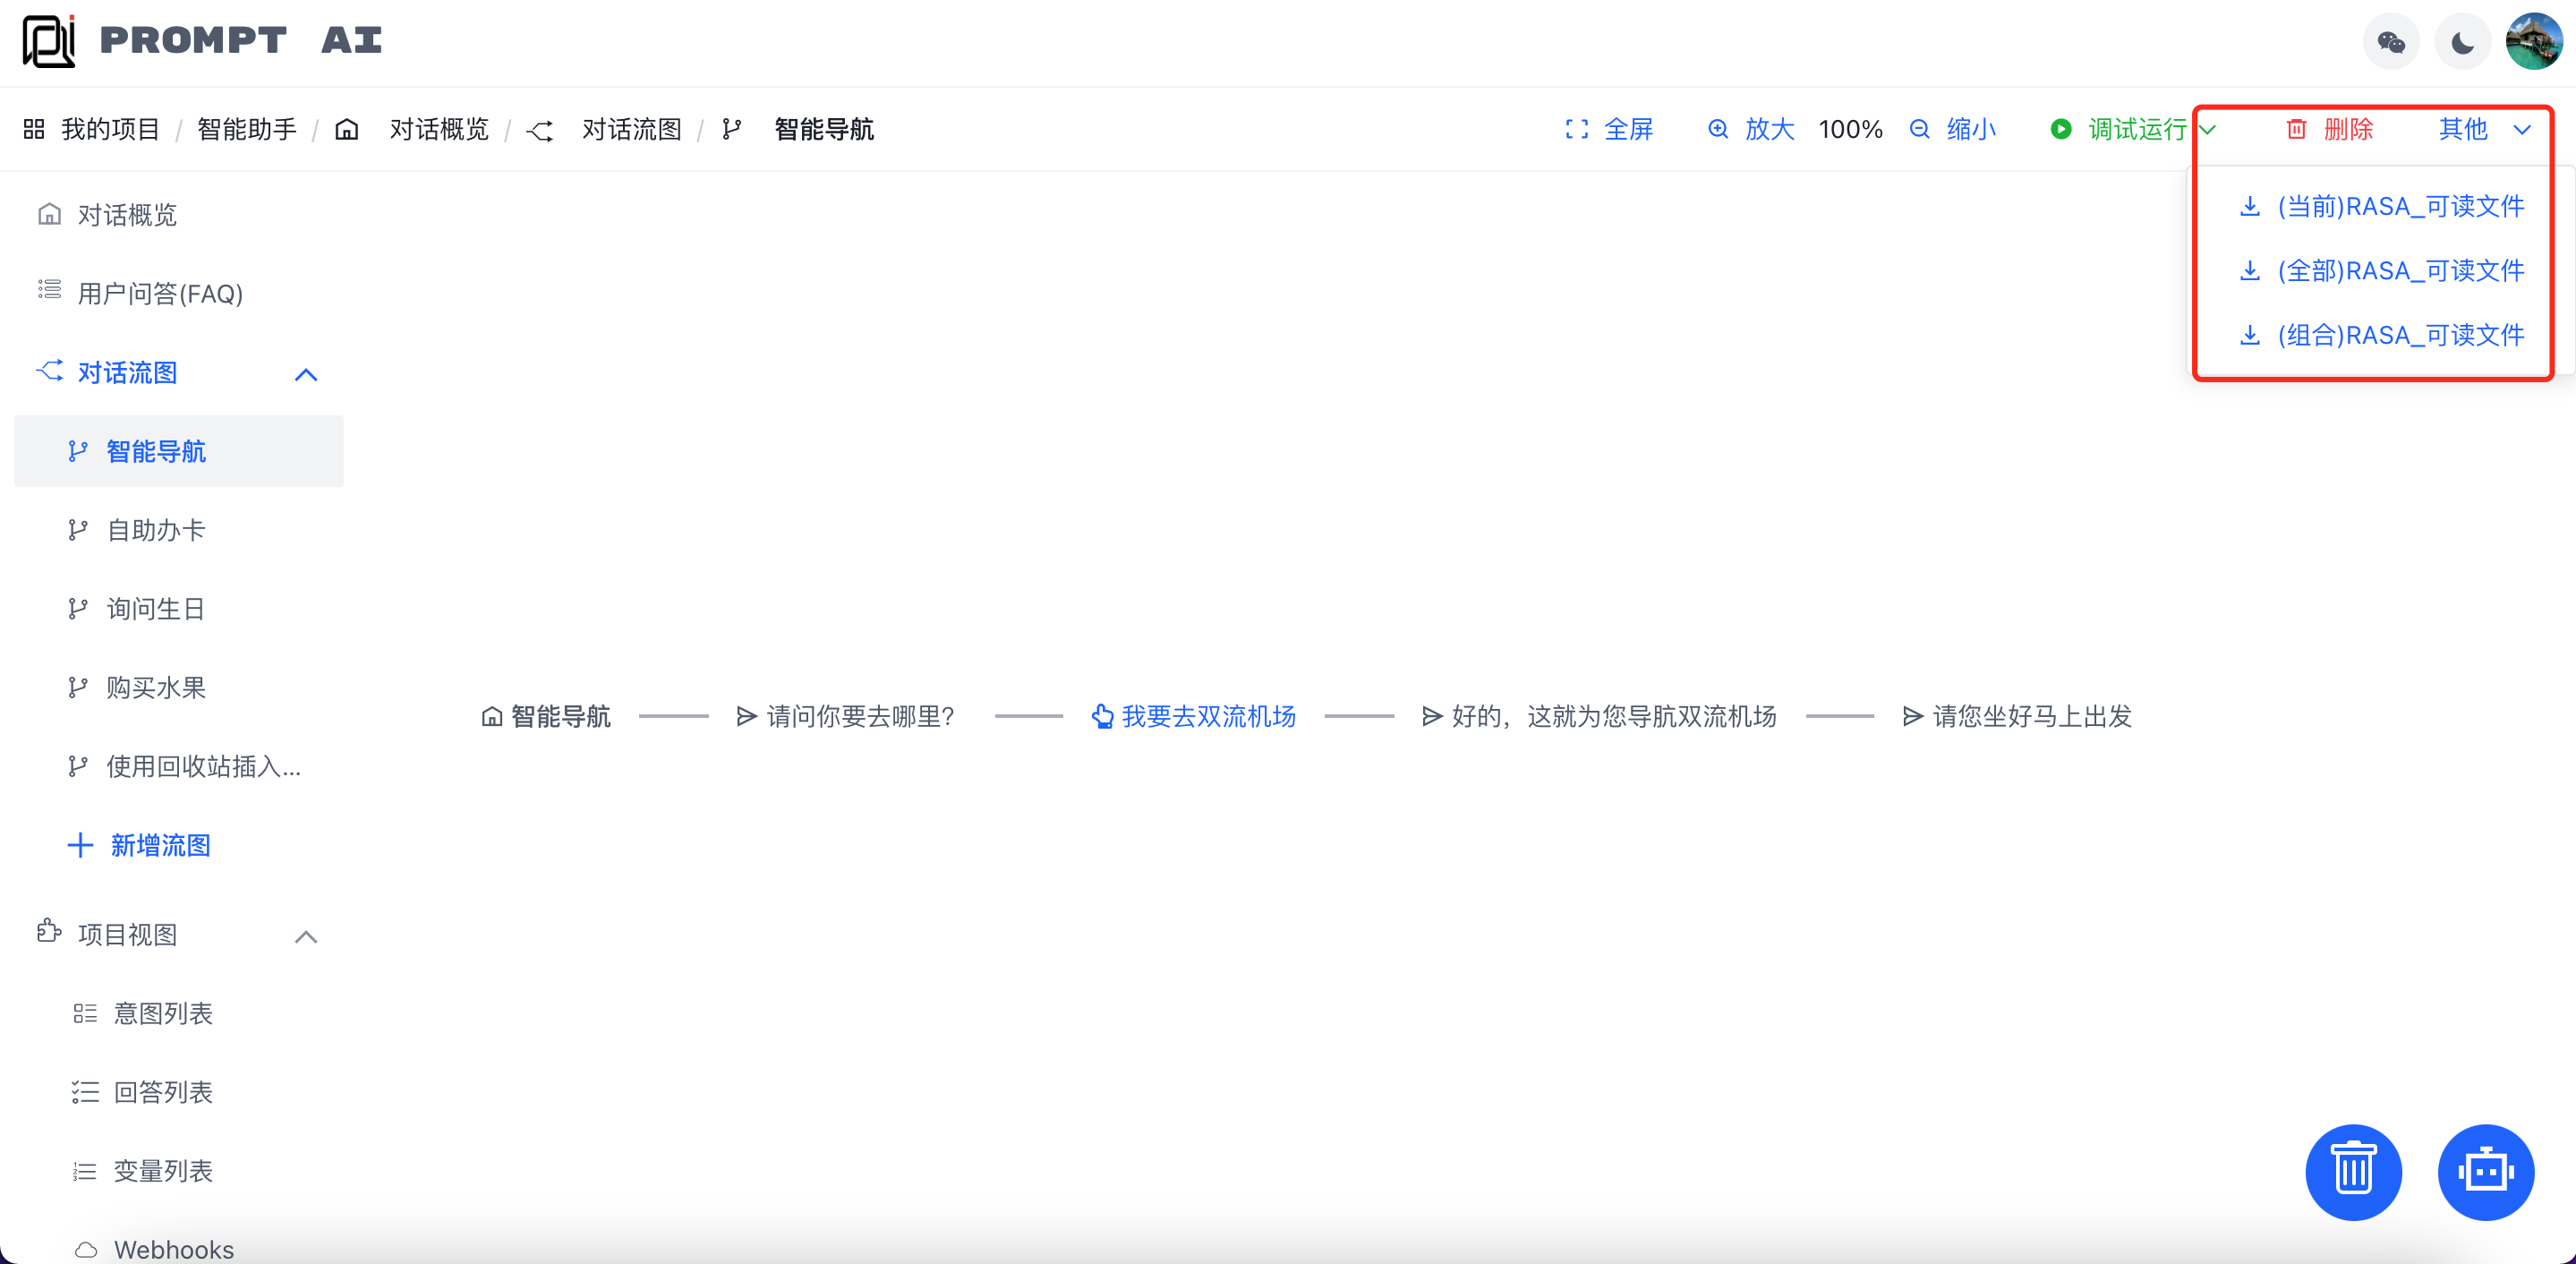 PROMPT AI
我的项目 / 智能助手 / 对话概览 / 对话流图 / 智能导航
全屏 放大 100% 缩小 调试运行 删除 其他
(当前)RASA_可读文件
(全部)RASA_可读文件
(组合)RASA_可读文件
对话概览
用户问答(FAQ)
对话流图
智能导航
自助办卡
询问生日
购买水果
使用回收站插入...
新增流图
项目视图
意图列表
回答列表
变量列表
Webhooks
智能导航 请问你要去哪里? 我要去双流机场 好的，这就为您导航双流机场 请您坐好马上出发